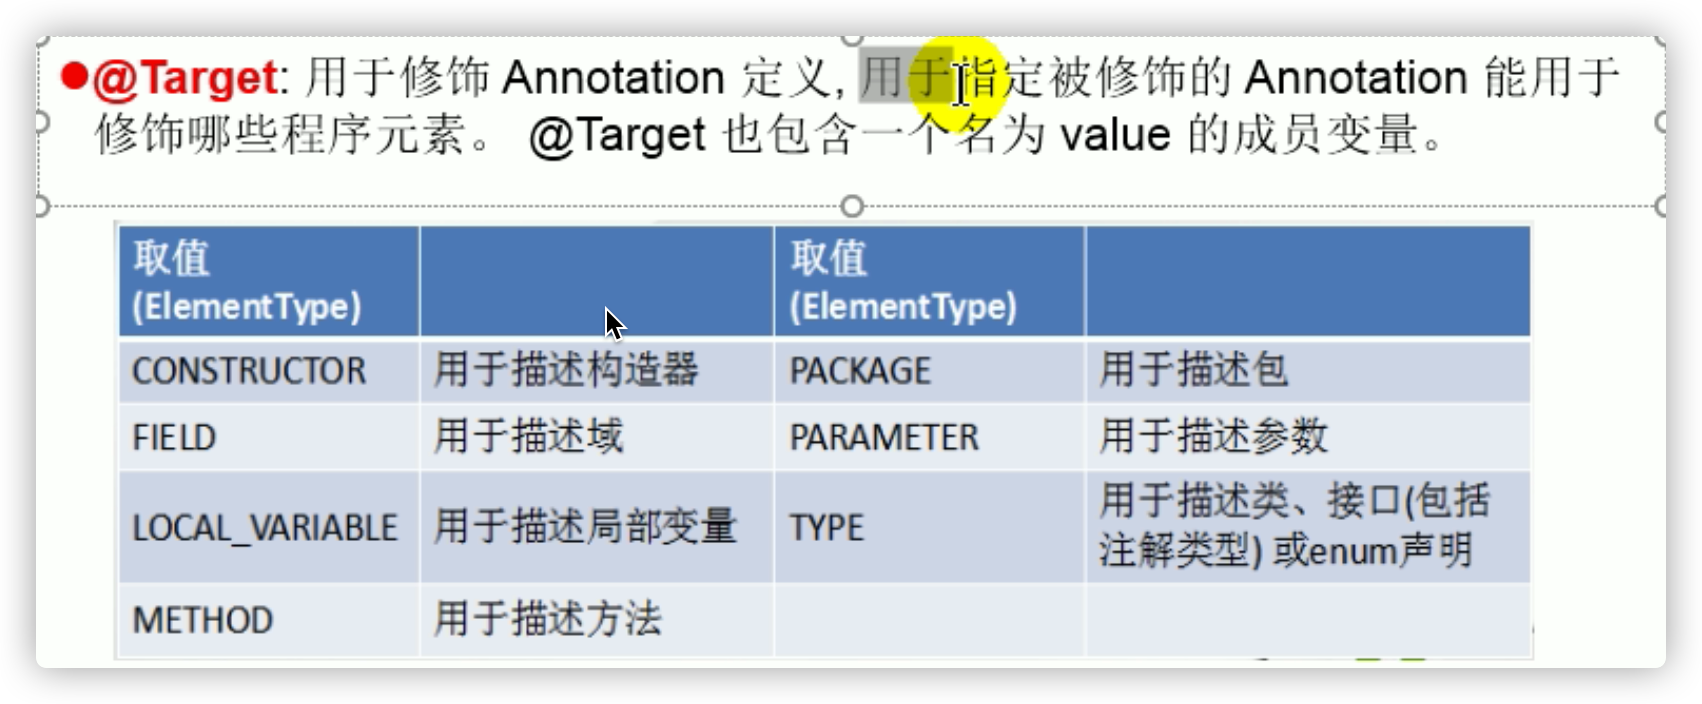 ●@Target: 用于修饰 Annotation 定义, 用于指定被修饰的 Annotation 能用于
修饰哪些程序元素。 @Target 也包含一个名为 value 的成员变量。
取值 取值
(ElementType) (ElementType)
CONSTRUCTOR 用于描述构造器 PACKAGE 用于描述包
FIELD 用于描述域 PARAMETER 用于描述参数
LOCAL_VARIABLE 用于描述局部变量 TYPE 用于描述类、接口(包括
注解类型) 或enum声明
METHOD 用于描述方法